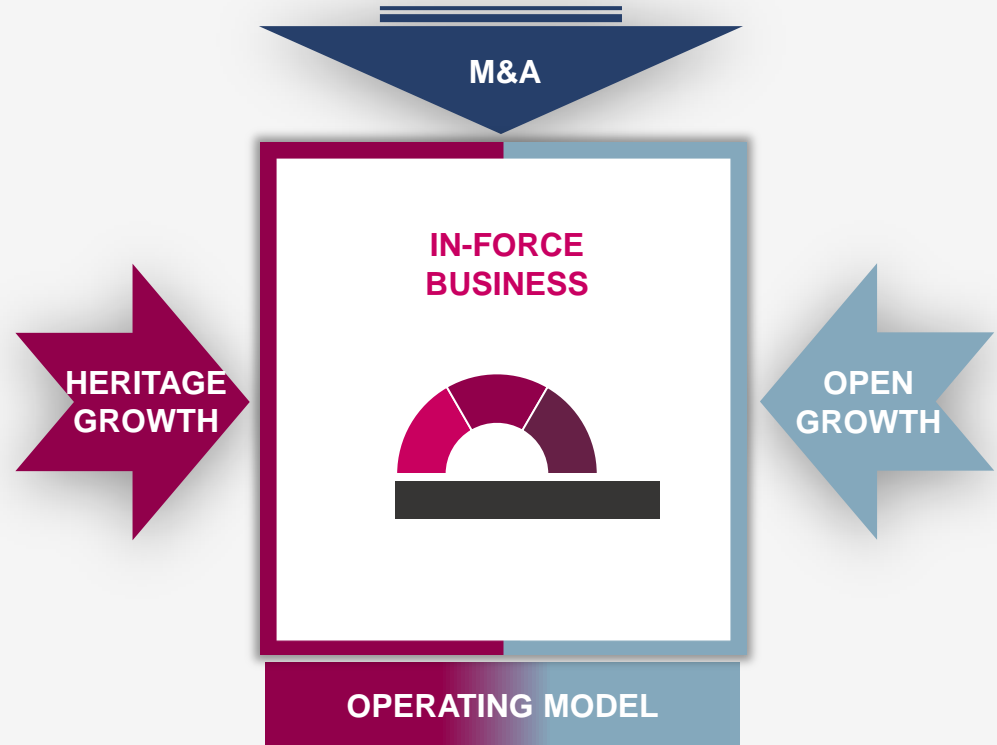 M&A
IN-FORCE
BUSINESS
HERITAGE
GROWTH
OPEN
GROWTH
OPERATING MODEL